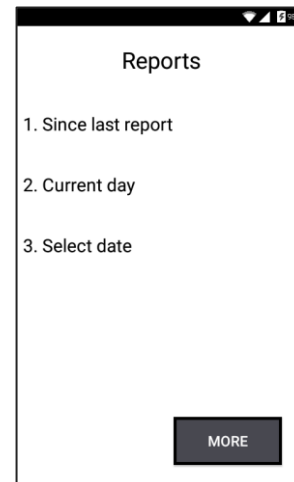 Reports
1. Since last report
2. Current day
3. Select date
MORE